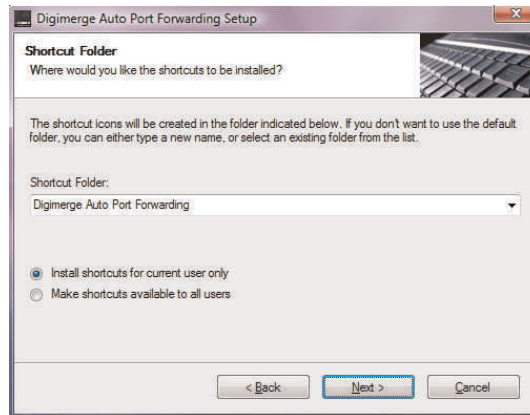 Digimerge Auto Port Forwarding Setup
Shortcut Folder
Where would you like the shortcuts to be installed?
The shortcut icons will be created in the folder indicated below. If you don't want to use the default
folder, you can either type a new name, or select an existing folder from the list.
Shortcut Folder:
Digimerge Auto Port Forwarding
Install shortcuts for current user only
Make shortcuts available to all users
< Back
Next >
Cancel